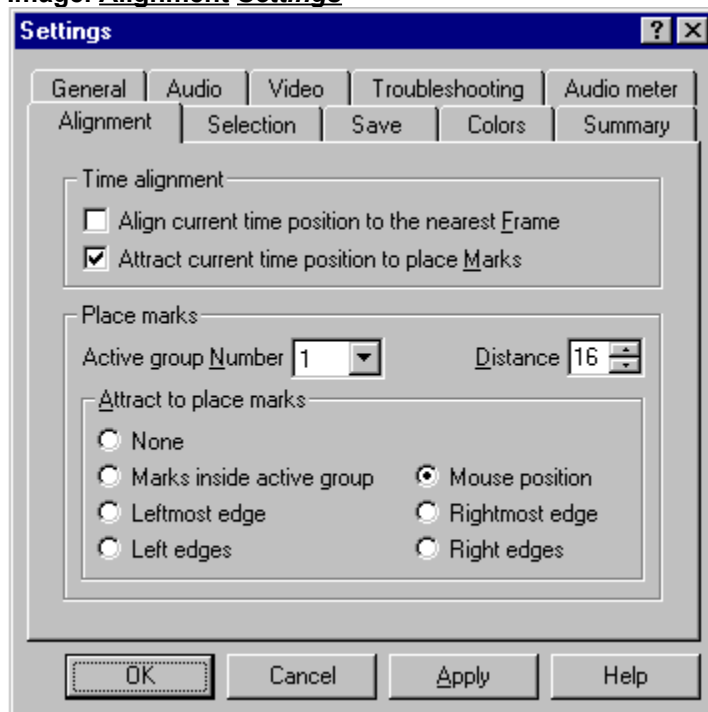 Image: Alignment Settings
Settings
General Audio Video Troubleshooting Audio meter
Alignment Selection Save Colors Summary
Time alignment
Align current time position to the nearest Frame
Attract current time position to place Marks
Place marks
Active group Number 1 Distance 16
Attract to place marks
None
Marks inside active group Mouse position
Leftmost edge Rightmost edge
Left edges Right edges
OK Cancel Apply Help